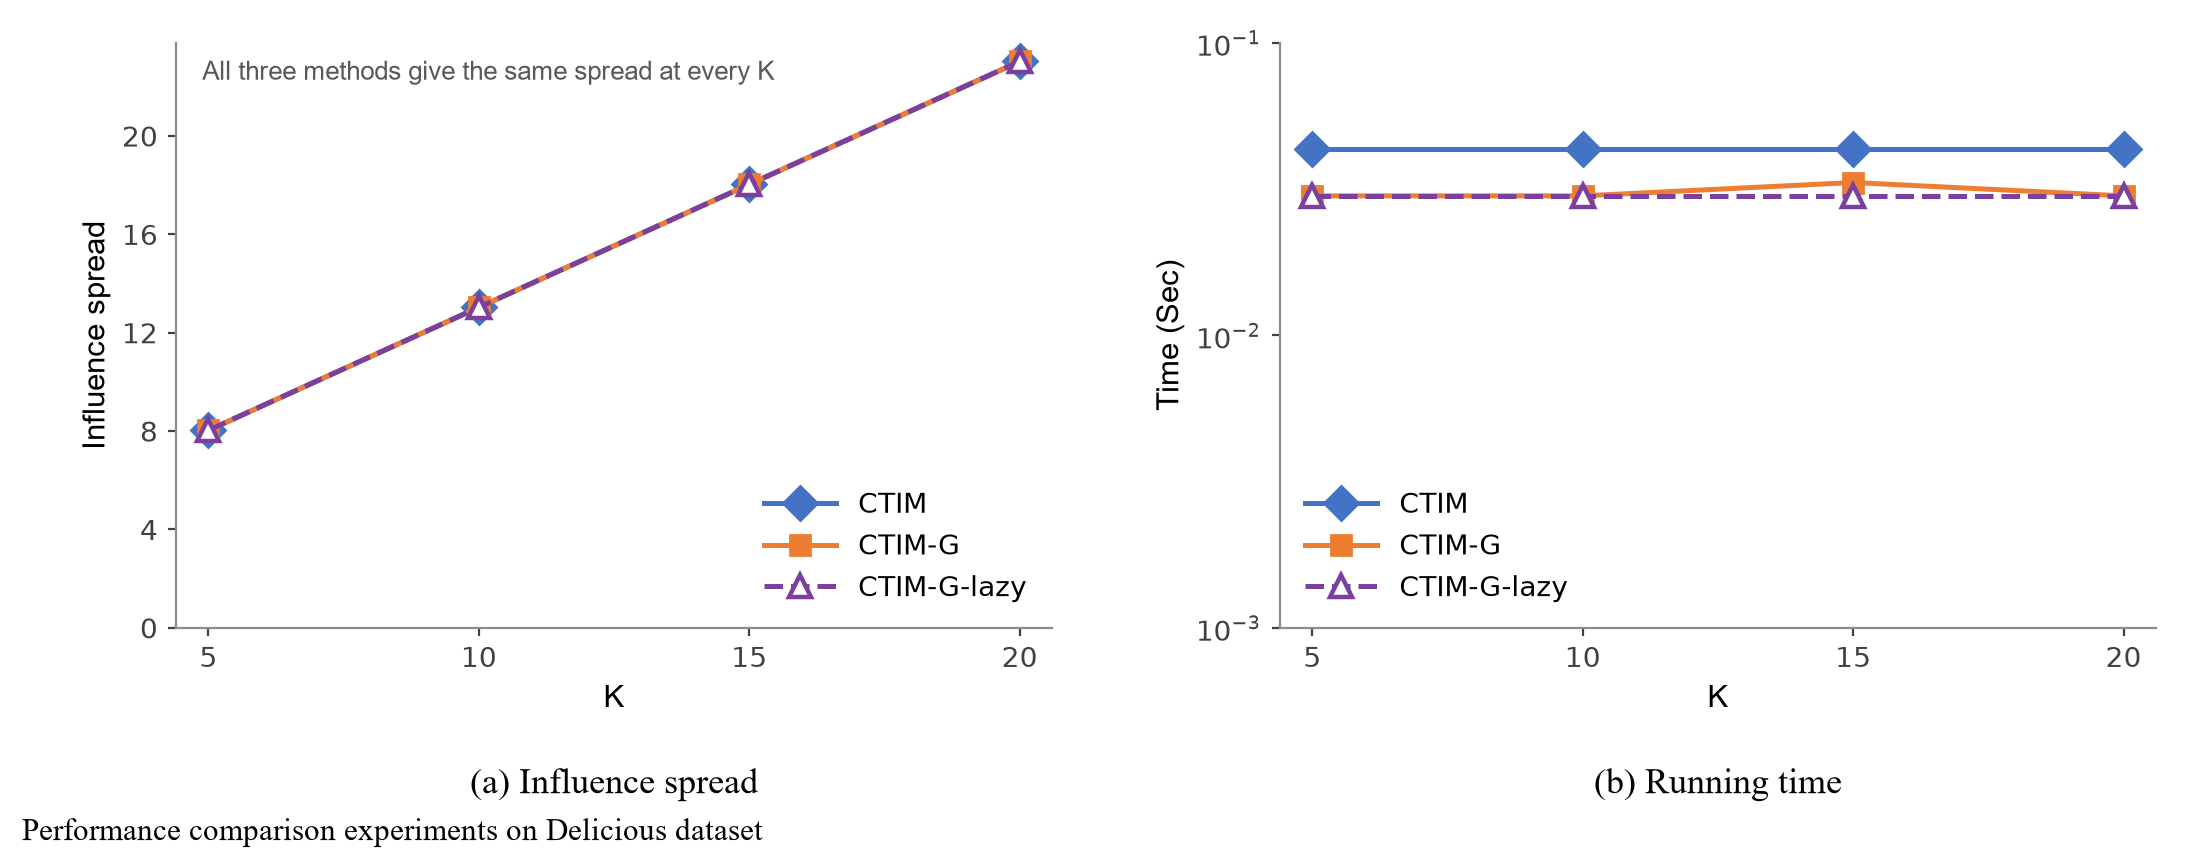 All three methods give the same spread at every K
Influence spread
20
16
12
8
4
0
5 10 15 20
K
CTIM
CTIM-G
CTIM-G-lazy
(a) Influence spread
Time (Sec)
10⁻¹
10⁻²
10⁻³
5 10 15 20
K
CTIM
CTIM-G
CTIM-G-lazy
(b) Running time
Performance comparison experiments on Delicious dataset